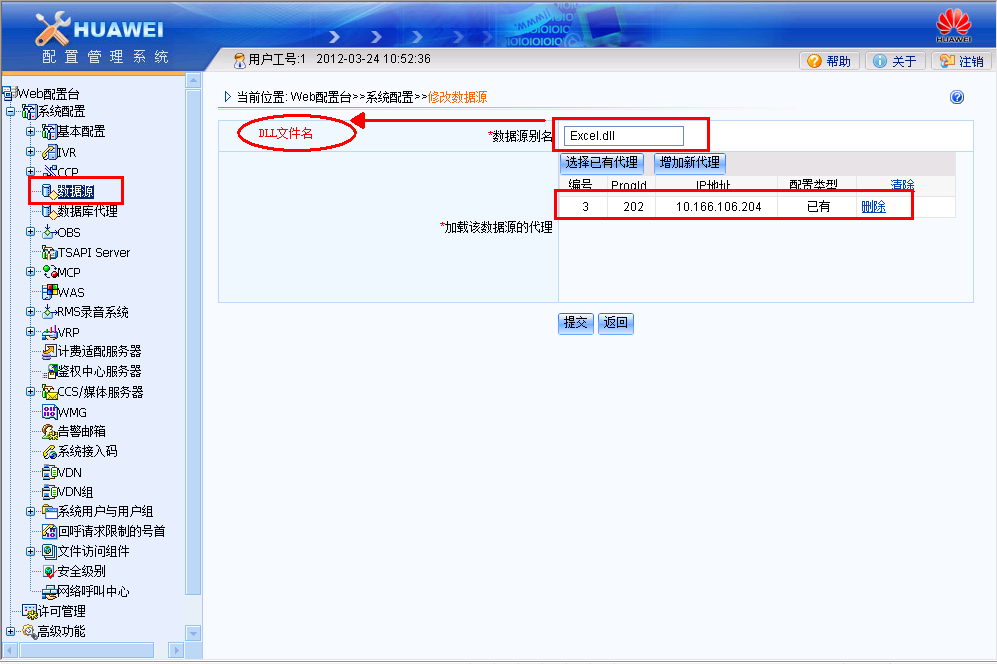 HUAWEI
配置管理系统
HUAWEI
用户工号:1 2012-03-24 10:52:36
帮助 关于 注销
当前位置: Web配置台>>系统配置>>修改数据源
DLL文件名
*数据源别名 Excel.dll
选择已有代理 增加新代理
编号 ProgId IP地址 配置类型 清除
3 202 10.166.106.204 已有 删除
*加载该数据源的代理
提交 返回
Web配置台
系统配置
基本配置
IVR
CCP
数据源
数据库代理
OBS
TSAPI Server
MCP
WAS
RMS录音系统
VRP
计费适配服务器
鉴权中心服务器
CCS/媒体服务器
WMG
告警邮箱
系统接入码
VDN
VDN组
系统用户与用户组
回呼请求限制的号首
文件访问组件
安全级别
网络呼叫中心
许可管理
高级功能